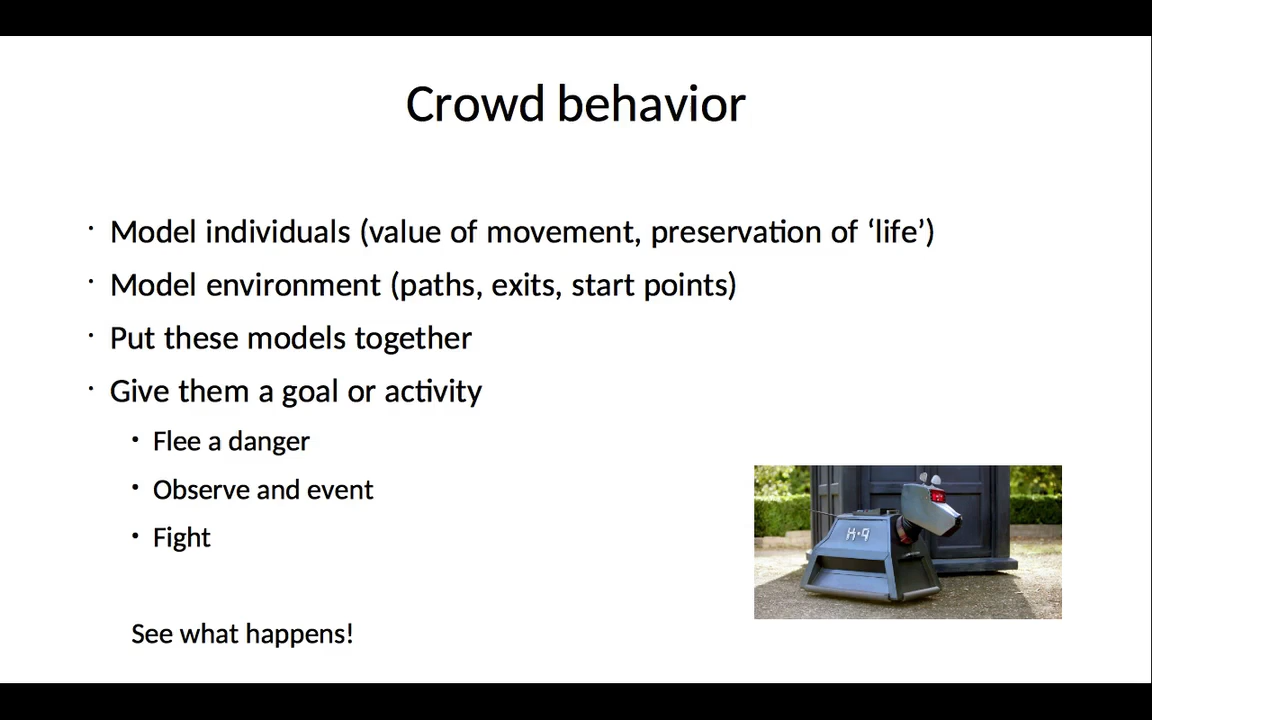 Crowd behavior
· Model individuals (value of movement, preservation of ‘life’)
· Model environment (paths, exits, start points)
· Put these models together
· Give them a goal or activity
• Flee a danger
• Observe and event
• Fight
See what happens!
K·9